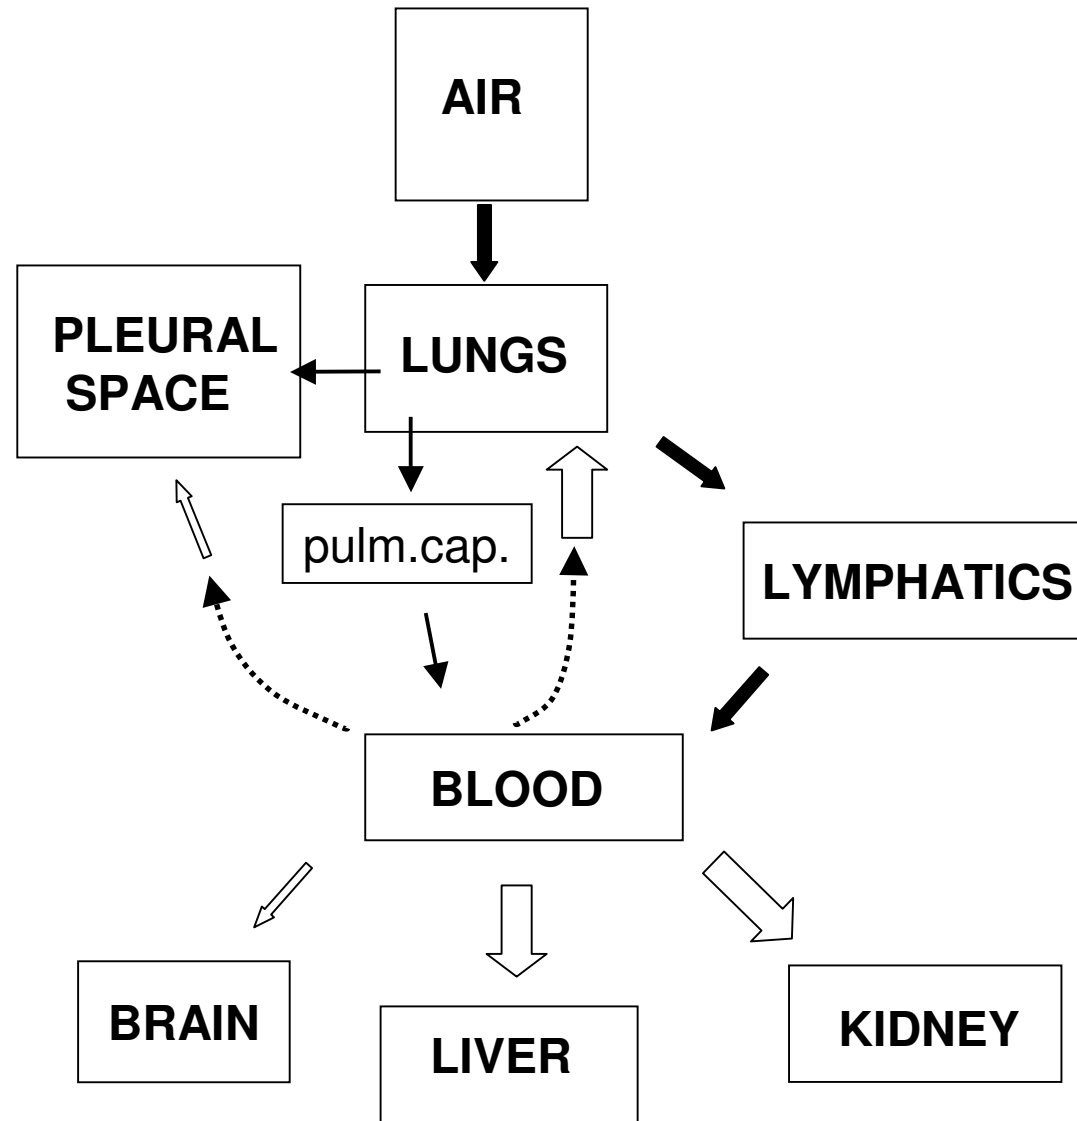 AIR
PLEURAL
SPACE
LUNGS
pulm.cap.
LYMPHATICS
BLOOD
BRAIN
LIVER
KIDNEY